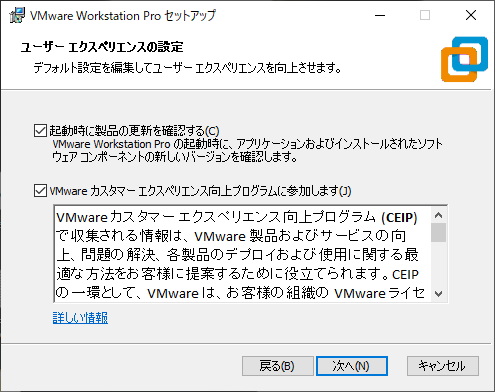 VMware Workstation Pro セットアップ
ユーザー エクスペリエンスの設定
デフォルト設定を編集してユーザー エクスペリエンスを向上させます。
起動時に製品の更新を確認する(C)
VMware Workstation Pro の起動時に、アプリケーションおよびインストールされたソフト
ウェア コンポーネントの新しいバージョンを確認します。
VMware カスタマー エクスペリエンス向上プログラムに参加します(J)
VMware カスタマー エクスペリエンス向上プログラム (CEIP)
で収集される情報は、VMware 製品およびサービスの向
上、問題の解決、各製品のデプロイおよび使用に関する最
適な方法をお客様に提案するために役立てられます。CEIP
の一環として、VMware は、お客様の組織の VMware ライセ
詳しい情報
戻る(B)
次へ(N)
キャンセル